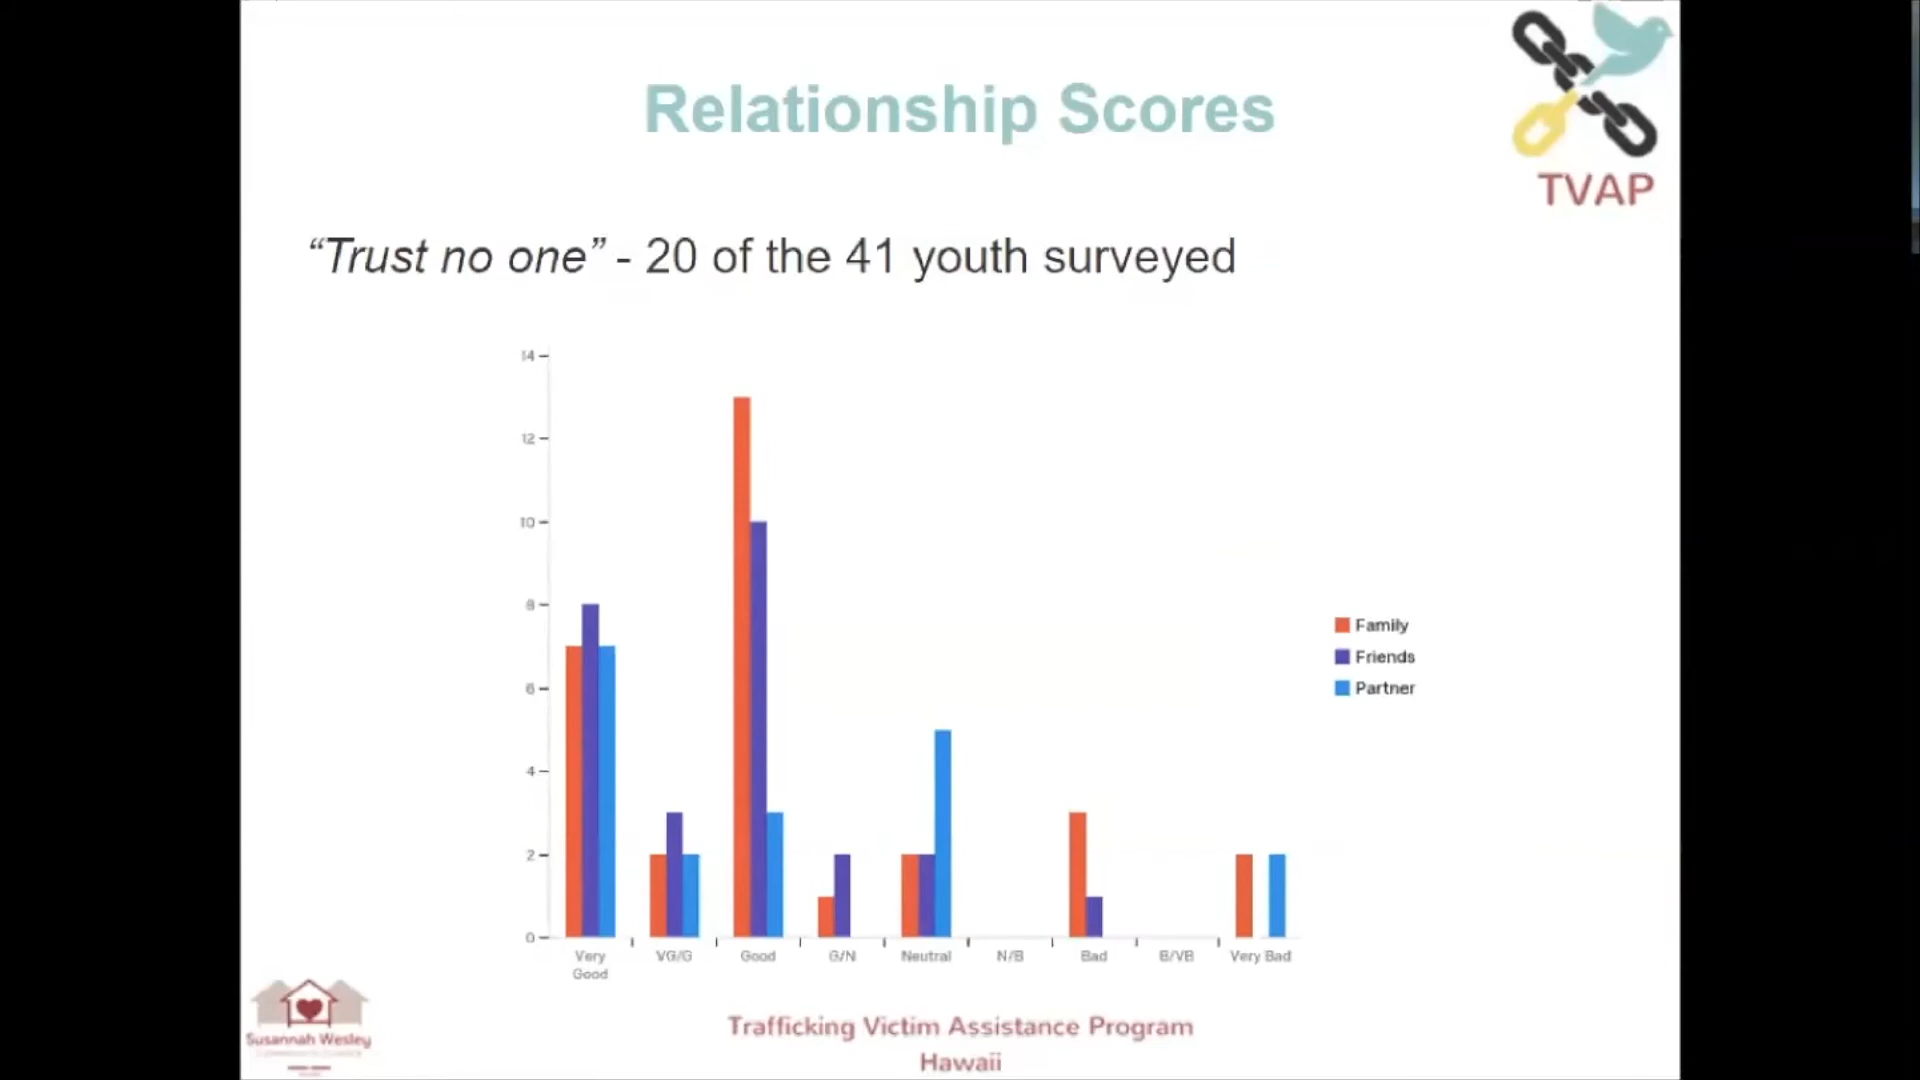 Relationship Scores
TVAP
“Trust no one” - 20 of the 41 youth surveyed
14
12
10
8
6
4
2
0
Family
Friends
Partner
Very Good
VG/G
Good
G/N
Neutral
N/B
Bad
B/VB
Very Bad
Susannah Wesley
Trafficking Victim Assistance Program
Hawaii